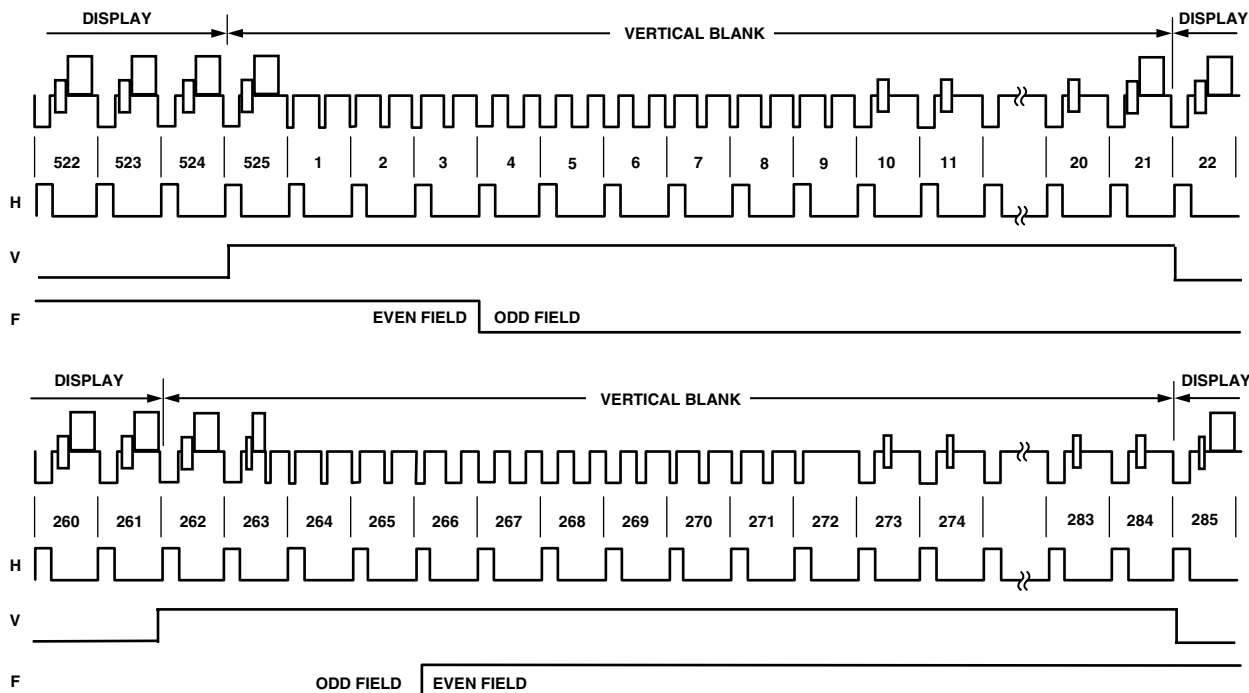 DISPLAY VERTICAL BLANK DISPLAY
522 523 524 525 1 2 3 4 5 6 7 8 9 10 11 20 21 22
H
V
F EVEN FIELD ODD FIELD
DISPLAY VERTICAL BLANK DISPLAY
260 261 262 263 264 265 266 267 268 269 270 271 272 273 274 283 284 285
H
V
F ODD FIELD EVEN FIELD